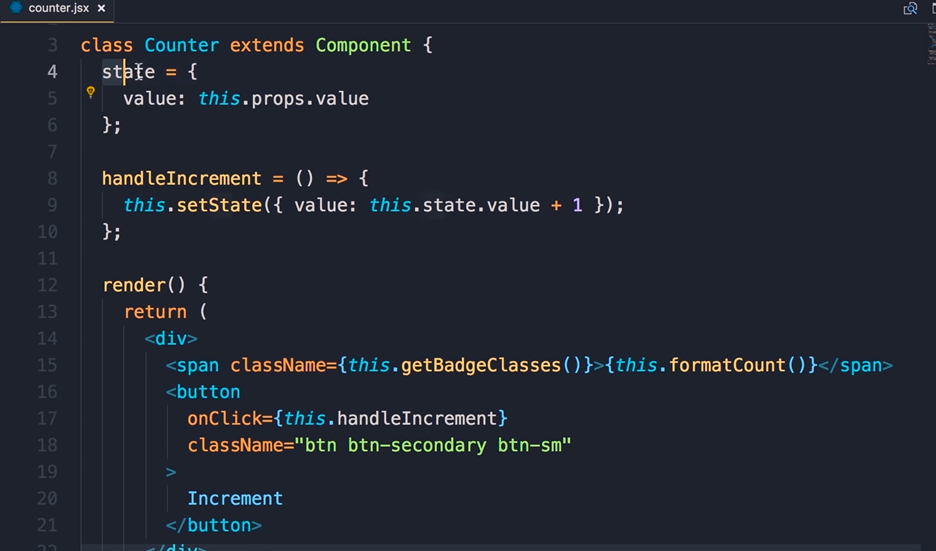 counter.jsx ×
3 class Counter extends Component {
4 state = {
5 value: this.props.value
6 };
7
8 handleIncrement = () => {
9 this.setState({ value: this.state.value + 1 });
10 };
11
12 render() {
13 return (
14 <div>
15 <span className={this.getBadgeClasses()}>{this.formatCount()}</span>
16 <button
17 onClick={this.handleIncrement}
18 className="btn btn-secondary btn-sm"
19 >
20 Increment
21 </button>
22 </div>